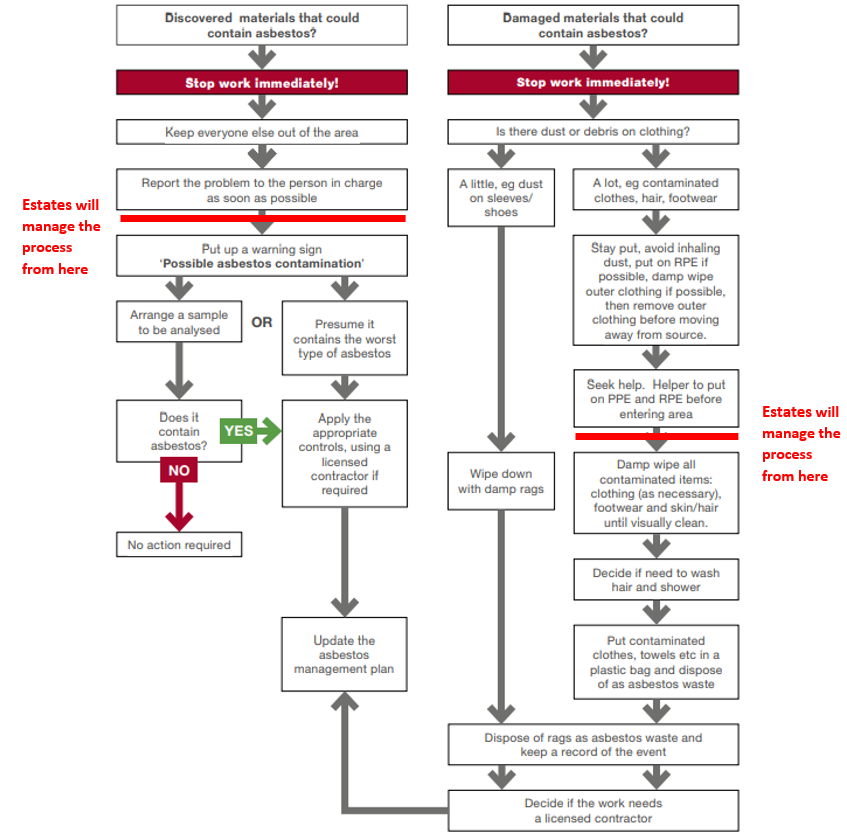 Discovered materials that could
contain asbestos?
Stop work immediately!
Keep everyone else out of the area
Report the problem to the person in charge
as soon as possible
Estates will
manage the
process
from here
Put up a warning sign
‘Possible asbestos contamination’
Arrange a sample
to be analysed
OR
Presume it
contains the worst
type of asbestos
Does it
contain
asbestos?
YES
Apply the
appropriate
controls, using a
licensed
contractor if
required
NO
No action required
Update the
asbestos
management plan
Damaged materials that could
contain asbestos?
Stop work immediately!
Is there dust or debris on clothing?
A little, eg dust
on sleeves/
shoes
Wipe down
with damp rags
A lot, eg contaminated
clothes, hair, footwear
Stay put, avoid inhaling
dust, put on RPE if
possible, damp wipe
outer clothing if possible,
then remove outer
clothing before moving
away from source.
Seek help. Helper to put
on PPE and RPE before
entering area
Estates will
manage the
process
from here
Damp wipe all
contaminated items:
clothing (as necessary),
footwear and skin/hair
until visually clean.
Decide if need to wash
hair and shower
Put contaminated
clothes, towels etc in a
plastic bag and dispose
of as asbestos waste
Dispose of rags as asbestos waste and
keep a record of the event
Decide if the work needs
a licensed contractor